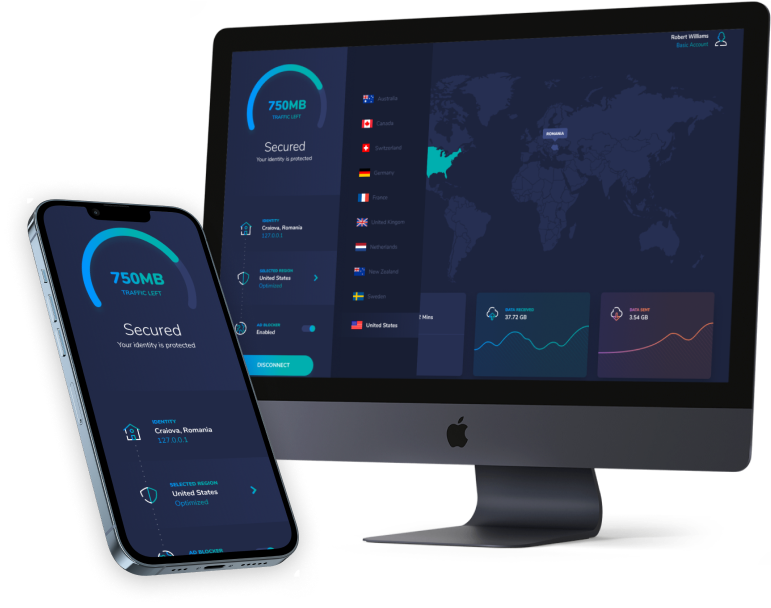 Robert Williams
Basic Account
750MB
TRAFFIC LEFT
Secured
Your identity is protected
IDENTITY
Craiova, Romania
127.0.0.1
SELECTED REGION
United States
Optimized
AD BLOCKER
Enabled
DISCONNECT
Australia
Canada
Switzerland
Germany
France
United Kingdom
Netherlands
New Zealand
Sweden
United States
ROMANIA
Mins
DATA RECEIVED
37.72 GB
DATA SENT
3.54 GB
750MB
TRAFFIC LEFT
Secured
Your identity is protected
IDENTITY
Craiova, Romania
127.0.0.1
SELECTED REGION
United States
Optimized
AD BLOCKER